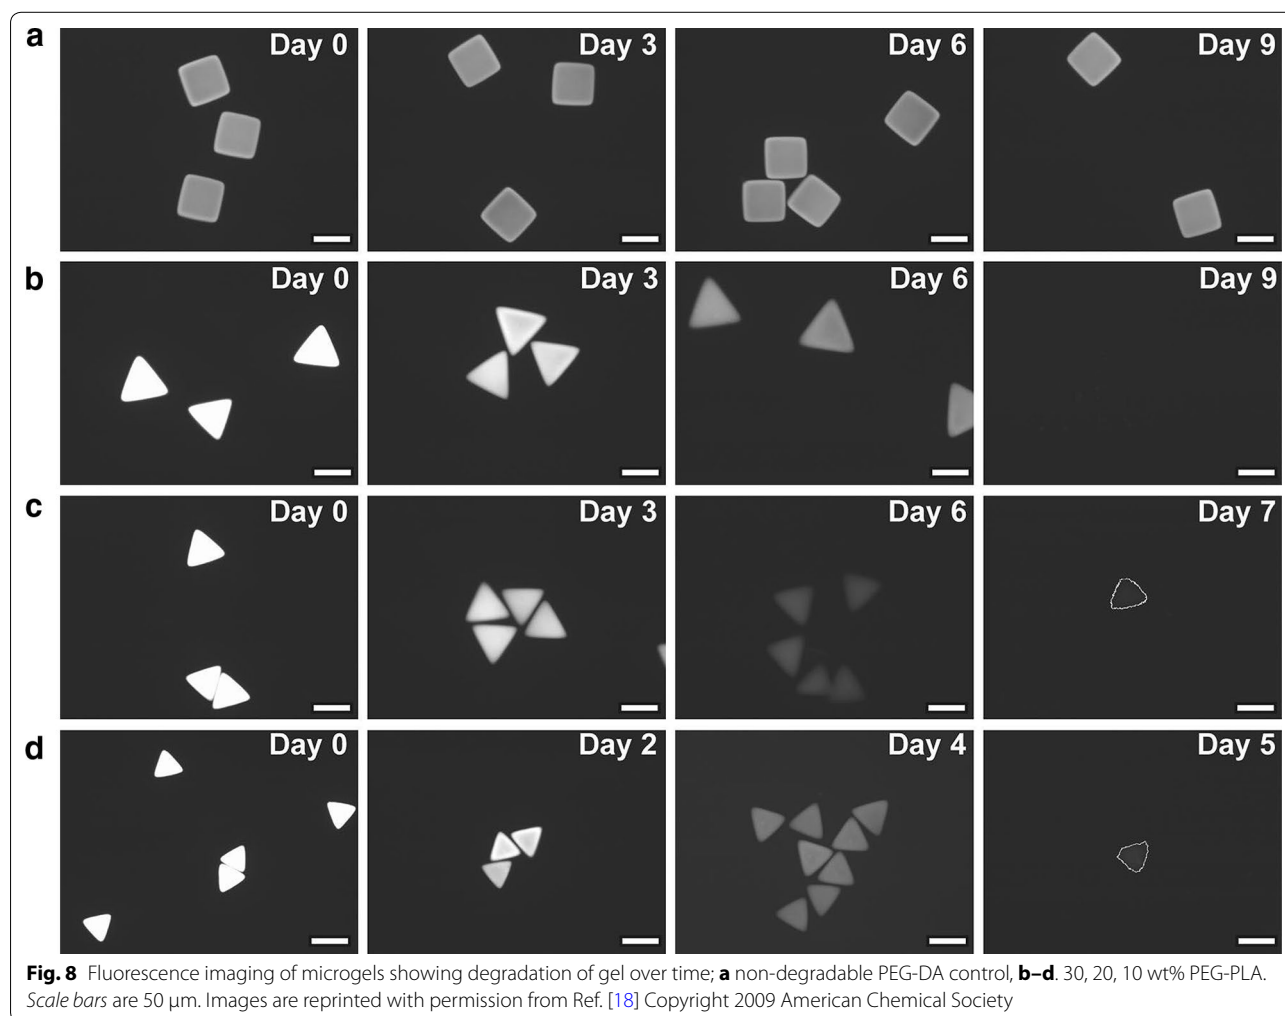 a
Day 0
Day 3
Day 6
Day 9
b
Day 0
Day 3
Day 6
Day 9
c
Day 0
Day 3
Day 6
Day 7
d
Day 0
Day 2
Day 4
Day 5
Fig. 8 Fluorescence imaging of microgels showing degradation of gel over time; a non-degradable PEG-DA control, b–d. 30, 20, 10 wt% PEG-PLA.
Scale bars are 50 μm. Images are reprinted with permission from Ref. [18] Copyright 2009 American Chemical Society